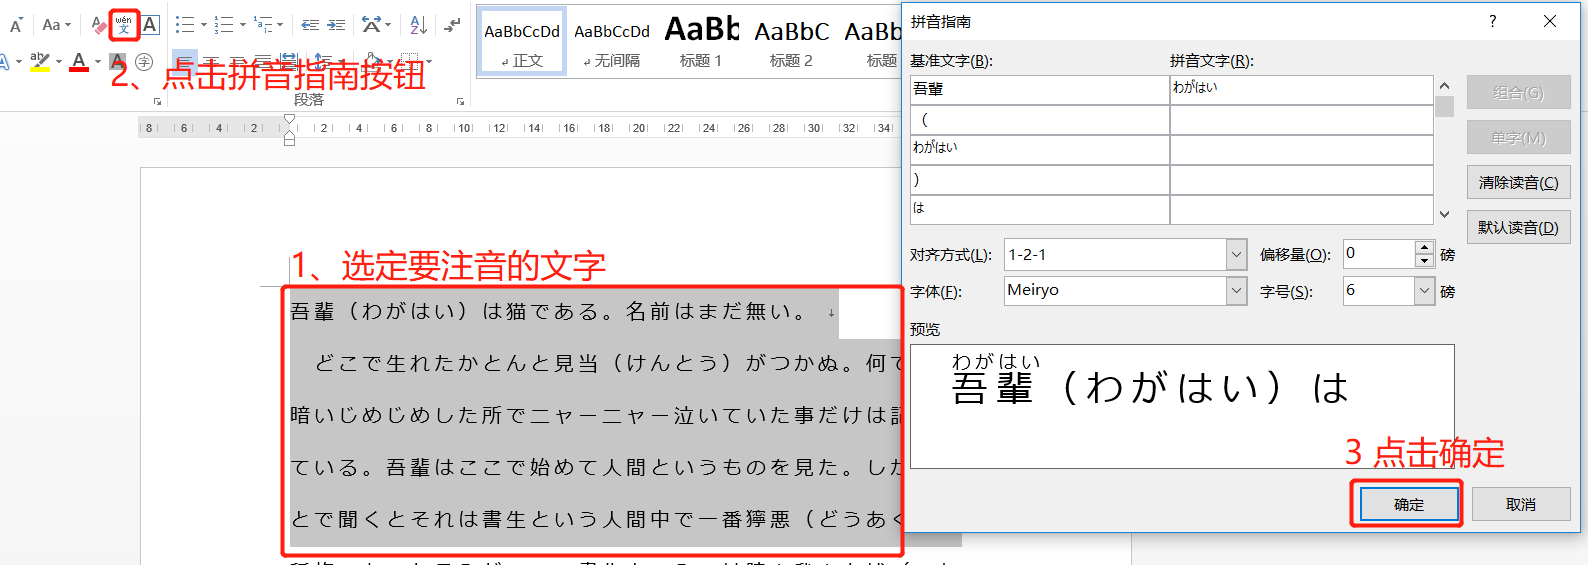 Aa
wén
文
A
A
Z
ab
A
A
A
字
2、点击拼音指南按钮
段落
AaBbCcDd
正文
AaBbCcDd
无间隔
AaBb
标题 1
AaBbC
标题 2
AaBb
标题
8 6 4 2 2 4 6 8 10 12 14 16 18 20 22 24 26 28 30 32 34
1、选定要注音的文字
吾輩（わがはい）は猫である。名前はまだ無い。
どこで生れたかとんと見当（けんとう）がつかぬ。何で
暗いじめじめした所でニャーニャー泣いていた事だけは記
ている。吾輩はここで始めて人間というものを見た。しか
とで聞くとそれは書生という人間中で一番獰悪（どうあく
拼音指南
? ×
基准文字(B):
拼音文字(R):
吾輩
わがはい
（
わがはい
）
は
组合(G)
单字(M)
清除读音(C)
默认读音(D)
对齐方式(L):
1-2-1
偏移量(O):
0
磅
字体(F):
Meiryo
字号(S):
6
磅
预览
わがはい
吾輩（わがはい）は
3 点击确定
确定
取消